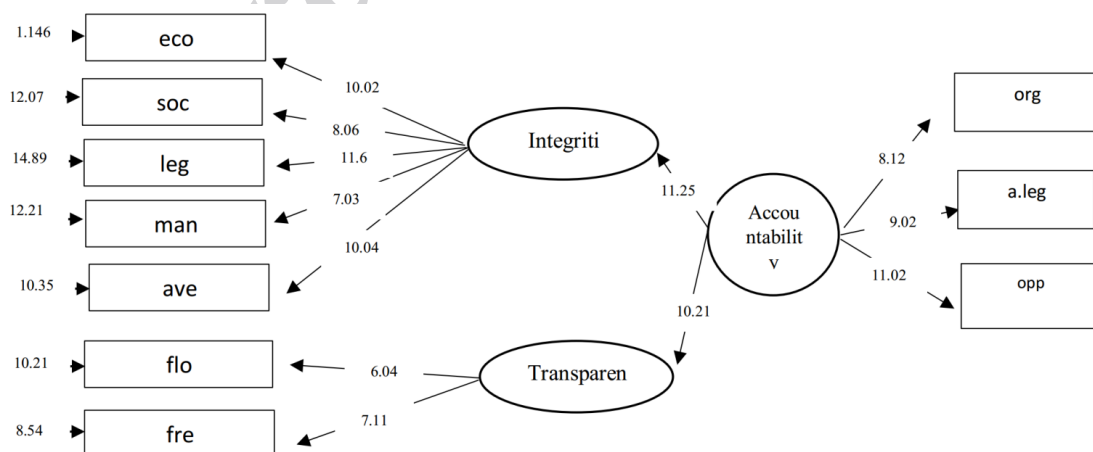 1.146
eco
10.02
12.07
soc
8.06
14.89
leg
11.6
12.21
man
7.03
10.35
ave
10.04
Integriti
11.25
Accou
ntabilit
v
8.12
org
9.02
a.leg
11.02
opp
10.21
10.21
flo
6.04
Transparen
8.54
fre
7.11